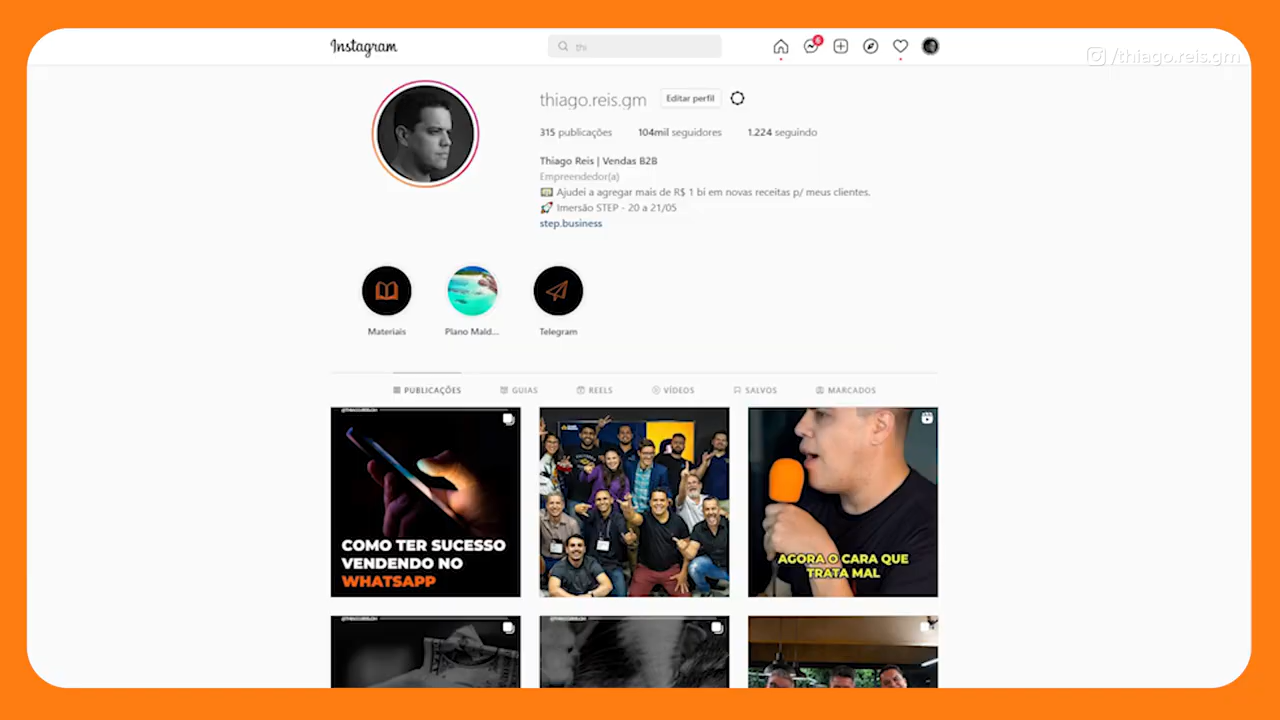 Instagram
thi
6
/thiago.reis.gm
thiago.reis.gm
Editar perfil
315 publicações
104mil seguidores
1.224 seguindo
Thiago Reis | Vendas B2B
Empreendedor(a)
Ajudei a agregar mais de R$ 1 bi em novas receitas p/ meus clientes.
Imersão STEP - 20 a 21/05
step.business
Materiais
Plano Mald...
Telegram
PUBLICAÇÕES
GUIAS
REELS
VÍDEOS
SALVOS
MARCADOS
COMO TER SUCESSO
VENDENDO NO
WHATSAPP
AGORA O CARA QUE
TRATA MAL